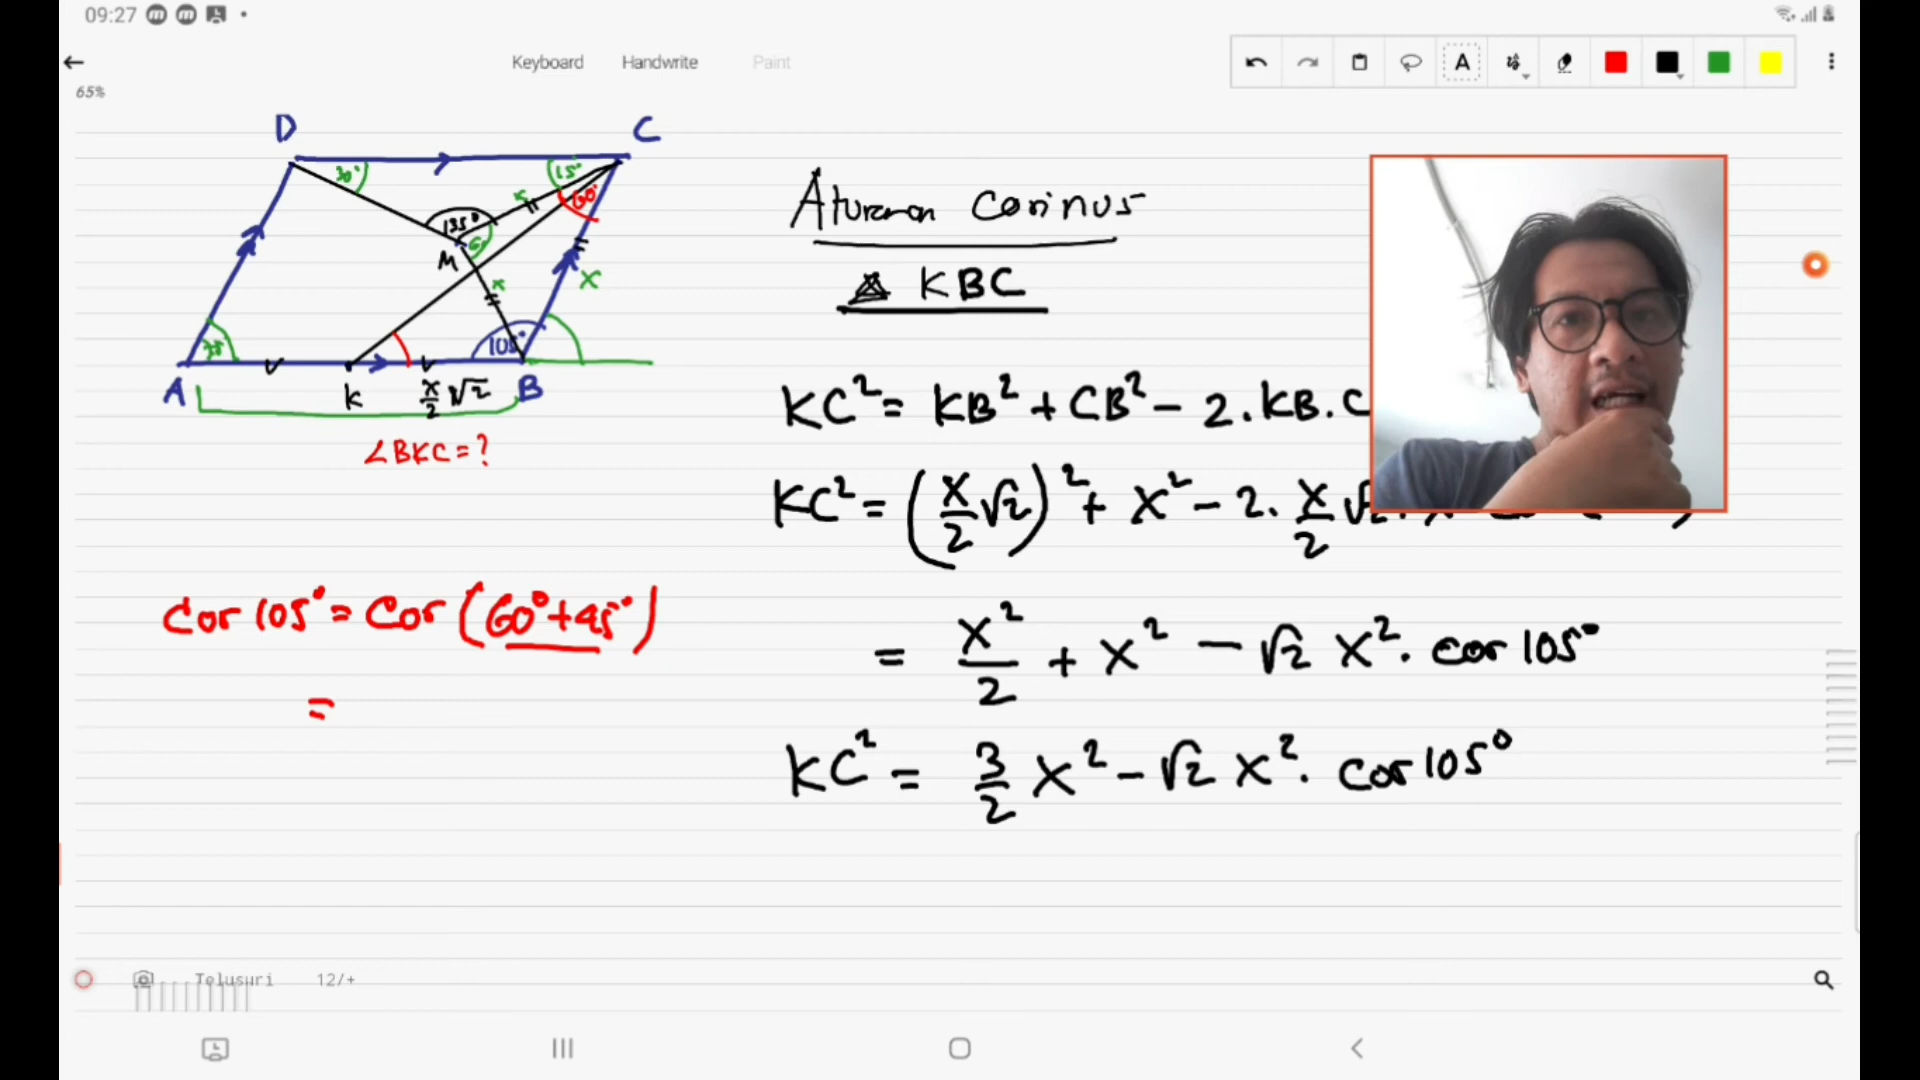 09:27
Keyboard Handwrite Paint
A
65%
D
C
30°
15°
60°
135°
M
x
x
75°
105°
A
K
x/2 √2
B
∠BKC = ?
Aturan Cosinus
△ KBC
KC² = KB² + CB² - 2 . KB . C
KC² = (x/2 √2)² + x² - 2 . x/2
= x²/2 + x² - √2 x² . cos 105°
KC² = 3/2 x² - √2 x² . cos 105°
cos 105° = cos (60° + 45°)
=
Telusuri 12/+